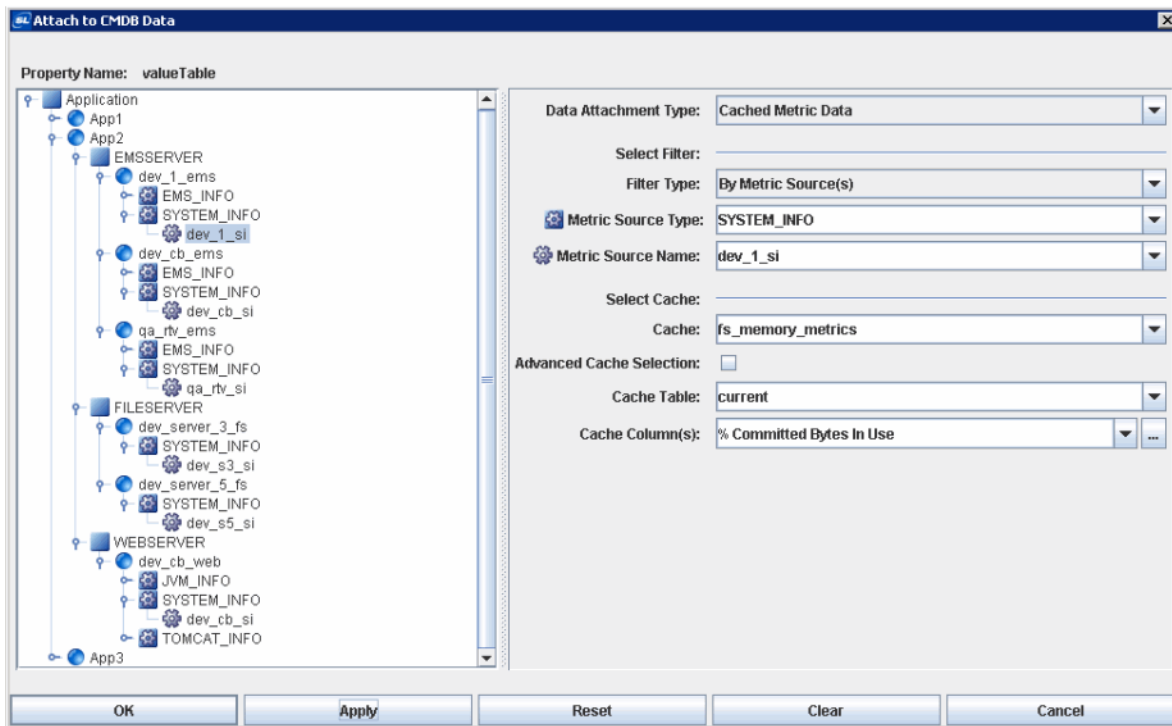 SL Attach to CMDB Data
Property Name: valueTable
Application
App1
App2
EMSSERVER
dev_1_ems
EMS_INFO
SYSTEM_INFO
dev_1_si
dev_cb_ems
EMS_INFO
SYSTEM_INFO
dev_cb_si
qa_rtv_ems
EMS_INFO
SYSTEM_INFO
qa_rtv_si
FILESERVER
dev_server_3_fs
SYSTEM_INFO
dev_s3_si
dev_server_5_fs
SYSTEM_INFO
dev_s5_si
WEBSERVER
dev_cb_web
JVM_INFO
SYSTEM_INFO
dev_cb_si
TOMCAT_INFO
App3
Data Attachment Type: Cached Metric Data
Select Filter:
Filter Type: By Metric Source(s)
Metric Source Type: SYSTEM_INFO
Metric Source Name: dev_1_si
Select Cache:
Cache: fs_memory_metrics
Advanced Cache Selection:
Cache Table: current
Cache Column(s): % Committed Bytes In Use ...
OK Apply Reset Clear Cancel